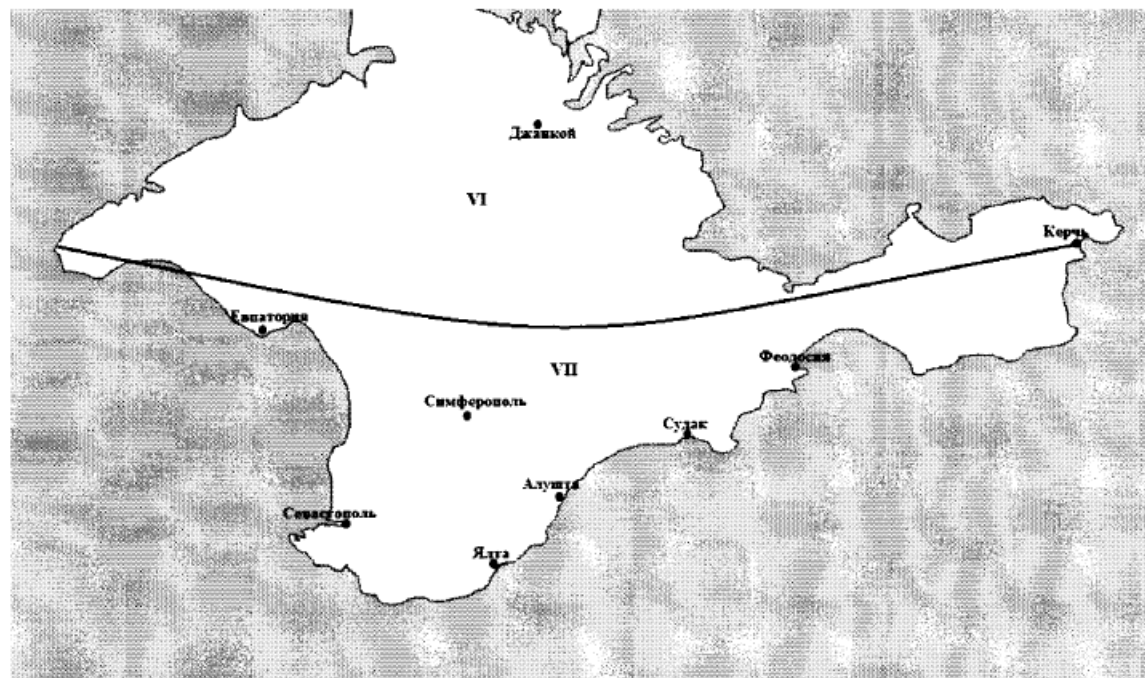 Джанкой
VI
Керчь
Евпатория
Феодосия
VII
Симферополь
Судак
Алушта
Севастополь
Ялта